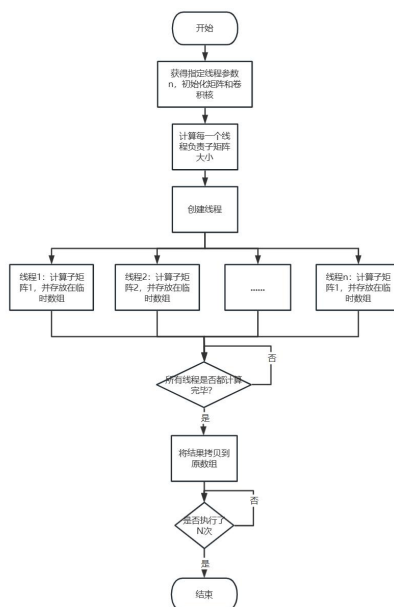 开始
获得指定线程参数
n，初始化矩阵和卷
积核
计算每一个线
程负责子矩阵
大小
创建线程
线程1：计算子矩
阵1，并存放在临
时数组
线程2：计算子矩
阵2，并存放在临
时数组
......
线程n：计算子矩
阵1，并存放在临
时数组
否
所有线程是否都计算
完毕?
是
将结果拷贝到
原数组
否
是否执行了
N次
是
结束